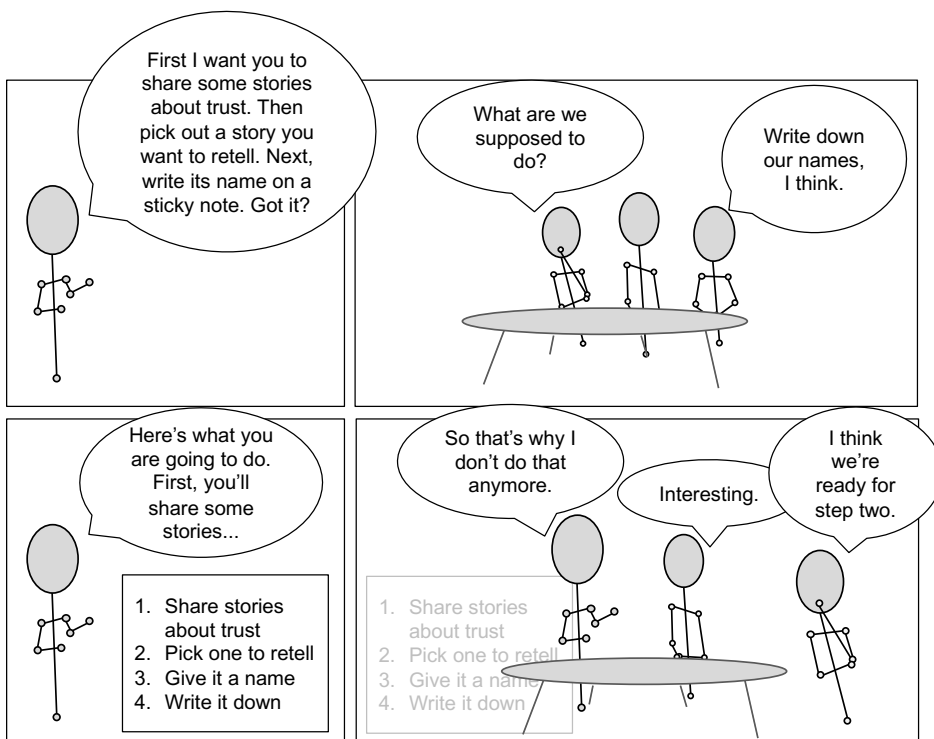 First I want you to
share some stories
about trust. Then
pick out a story you
want to retell. Next,
write its name on a
sticky note. Got it?
What are we
supposed to
do?
Write down
our names,
I think.
Here's what you
are going to do.
First, you'll
share some
stories...
1. Share stories
about trust
2. Pick one to retell
3. Give it a name
4. Write it down
So that's why I
don't do that
anymore.
Interesting.
I think
we're
ready for
step two.
1. Share stories
about trust
2. Pick one to retell
3. Give it a name
4. Write it down